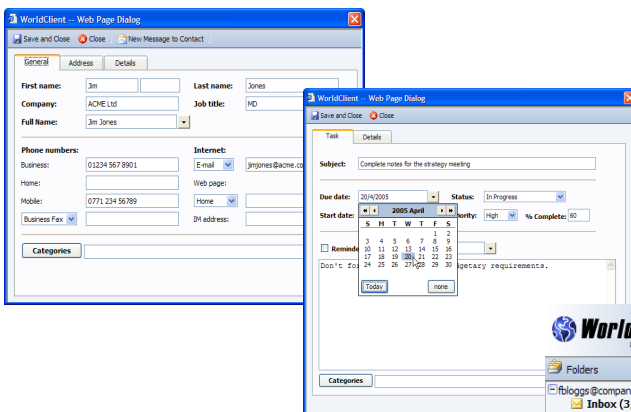 WorldClient -- Web Page Dialog
Save and Close Close New Message to Contact
General Address Details
First name: Jim Last name: Jones
Company: ACME Ltd Job title: MD
Full Name: Jim Jones
Phone numbers: Internet:
Business: 01234 567 8901 E-mail jimjones@acme.co
Home: Web page:
Mobile: 0771 234 56789 Home
Business Fax IM address:
Categories
WorldClient -- Web Page Dialog
Save and Close Close
Task Details
Subject: Complete notes for the strategy meeting
Due date: 20/4/2005 Status: In Progress
Start date: iority: High % Complete: 60
2005 April
S M T W T F S
1 2
3 4 5 6 7 8 9
10 11 12 13 14 15 16
17 18 19 20 21 22 23
24 25 26 27 28 29 30
Today none
Reminde
Don't fo dgetary requirements.
Categories
Worl
Folders
fbloggs@compan
Inbox (3